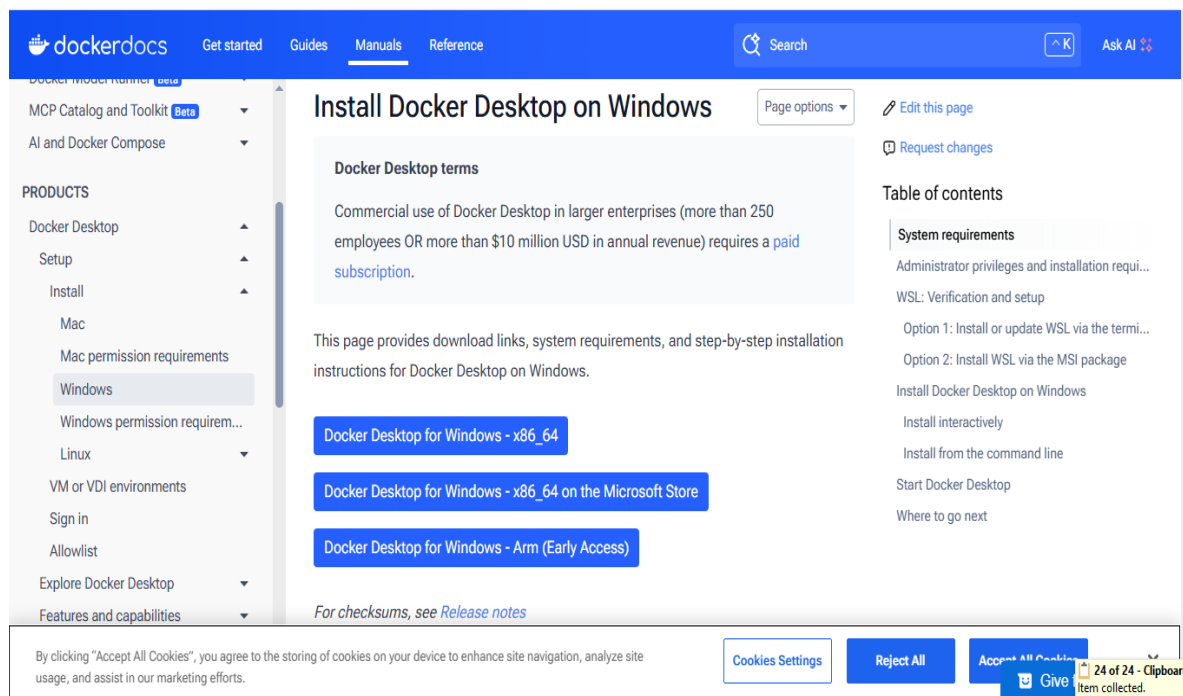 dockerdocs
Get started
Guides
Manuals
Reference
Search
^ K
Ask AI
Docker Model Runner Beta
MCP Catalog and Toolkit Beta
AI and Docker Compose
PRODUCTS
Docker Desktop
Setup
Install
Mac
Mac permission requirements
Windows
Windows permission requirem...
Linux
VM or VDI environments
Sign in
Allowlist
Explore Docker Desktop
Features and capabilities
Install Docker Desktop on Windows
Page options
Docker Desktop terms
Commercial use of Docker Desktop in larger enterprises (more than 250
employees OR more than $10 million USD in annual revenue) requires a paid
subscription.
This page provides download links, system requirements, and step-by-step installation
instructions for Docker Desktop on Windows.
Docker Desktop for Windows - x86_64
Docker Desktop for Windows - x86_64 on the Microsoft Store
Docker Desktop for Windows - Arm (Early Access)
For checksums, see Release notes
Edit this page
Request changes
Table of contents
System requirements
Administrator privileges and installation requi...
WSL: Verification and setup
Option 1: Install or update WSL via the termi...
Option 2: Install WSL via the MSI package
Install Docker Desktop on Windows
Install interactively
Install from the command line
Start Docker Desktop
Where to go next
By clicking “Accept All Cookies”, you agree to the storing of cookies on your device to enhance site navigation, analyze site
usage, and assist in our marketing efforts.
Cookies Settings
Reject All
Accept All Cookies
Give
24 of 24 - Clipboar
Item collected.